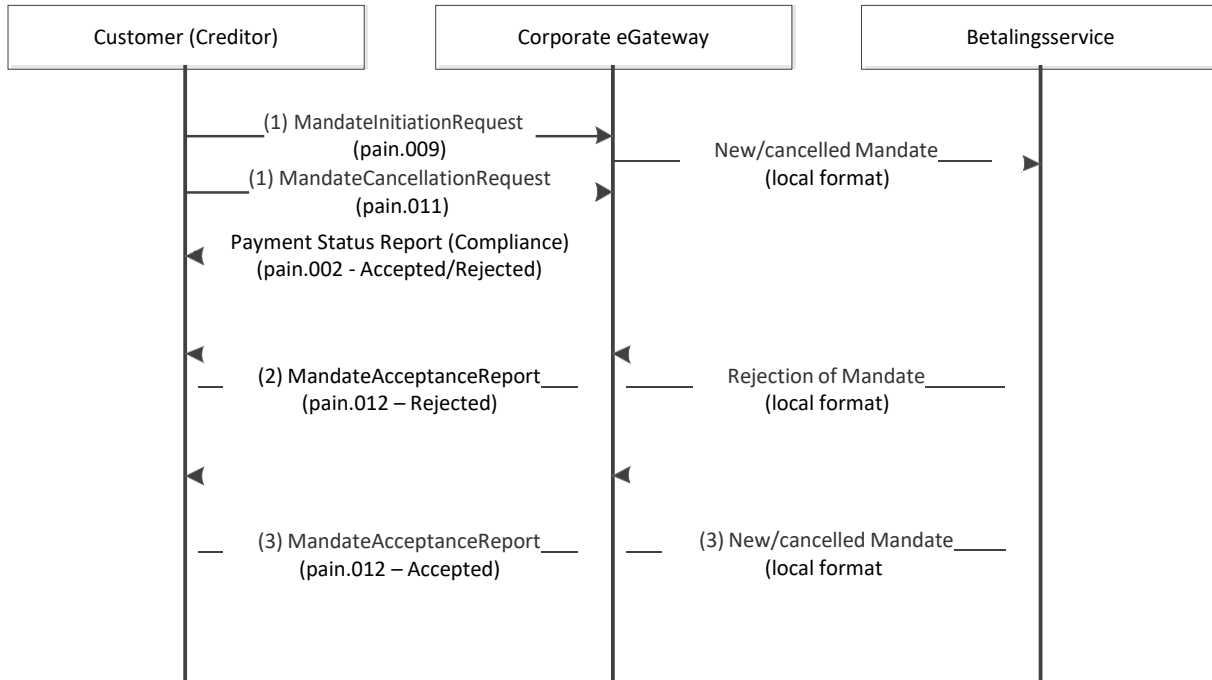 Customer (Creditor)
Corporate eGateway
Betalingsservice
(1) MandateInitiationRequest
(pain.009)
New/cancelled Mandate
(local format)
(1) MandateCancellationRequest
(pain.011)
Payment Status Report (Compliance)
(pain.002 - Accepted/Rejected)
(2) MandateAcceptanceReport
(pain.012 – Rejected)
Rejection of Mandate
(local format)
(3) MandateAcceptanceReport
(pain.012 – Accepted)
(3) New/cancelled Mandate
(local format